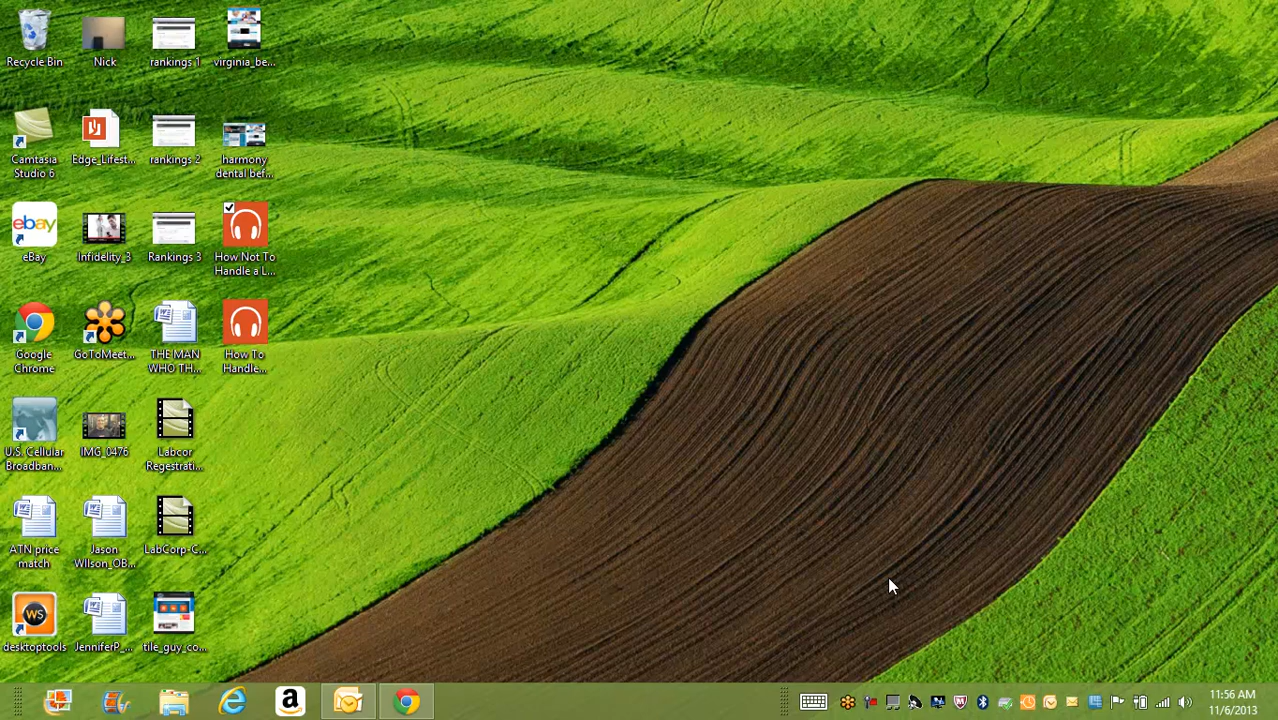 Recycle Bin
Nick
rankings 1
virginia_be...
Camtasia
Studio 6
Edge_Lifest...
rankings 2
harmony
dental bef...
ebay
eBay
Infidelity_3
Rankings 3
How Not To
Handle a L...
Google
Chrome
GoToMeet...
THE MAN
WHO TH...
How To
Handle...
U.S. Cellular
Broadban...
IMG_0476
Labcor
Regestrati...
ATN price
match
Jason
WIlson_OB...
LabCorp-C...
WS
desktoptools
JenniferP_...
tile_guy_co...
a
11:56 AM
11/6/2013